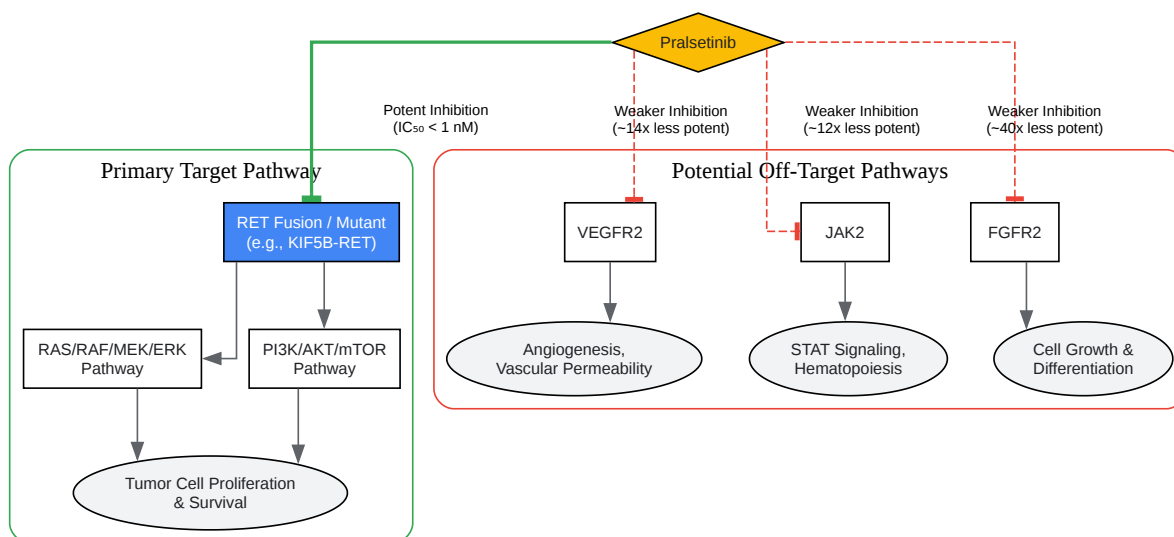 Pralsetinib
Potent Inhibition
(IC₅₀ < 1 nM)
Weaker Inhibition
(~14x less potent)
Weaker Inhibition
(~12x less potent)
Weaker Inhibition
(~40x less potent)
Primary Target Pathway
Potential Off-Target Pathways
RET Fusion / Mutant
(e.g., KIF5B-RET)
VEGFR2
JAK2
FGFR2
RAS/RAF/MEK/ERK
Pathway
PI3K/AKT/mTOR
Pathway
Angiogenesis,
Vascular Permeability
STAT Signaling,
Hematopoiesis
Cell Growth &
Differentiation
Tumor Cell Proliferation
& Survival